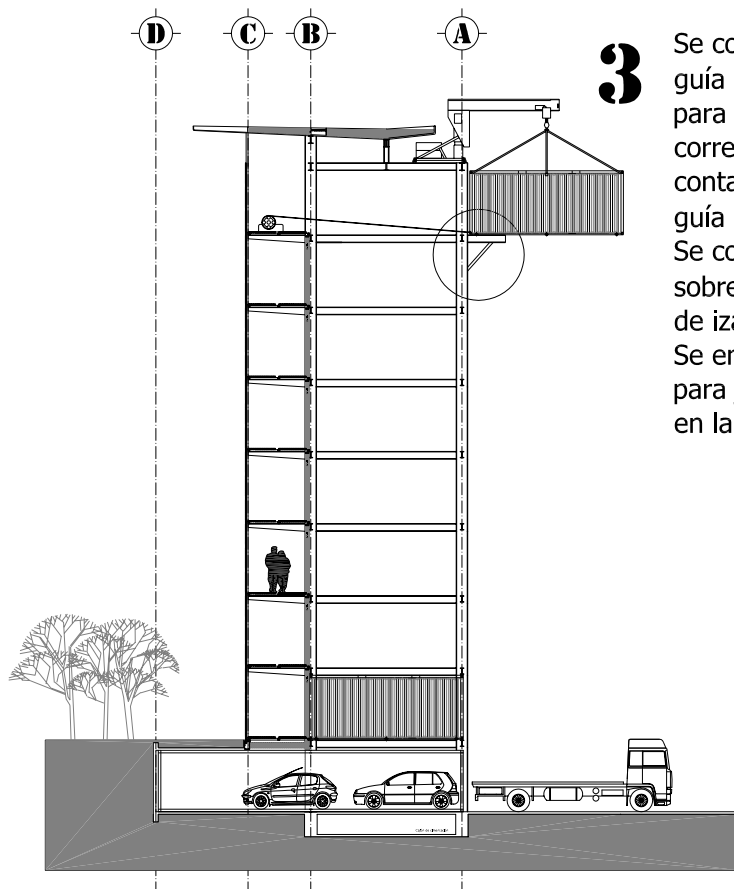 D C B A
3
Se co
guía
para
corre
conta
guía
Se co
sobre
de iza
Se en
para
en la